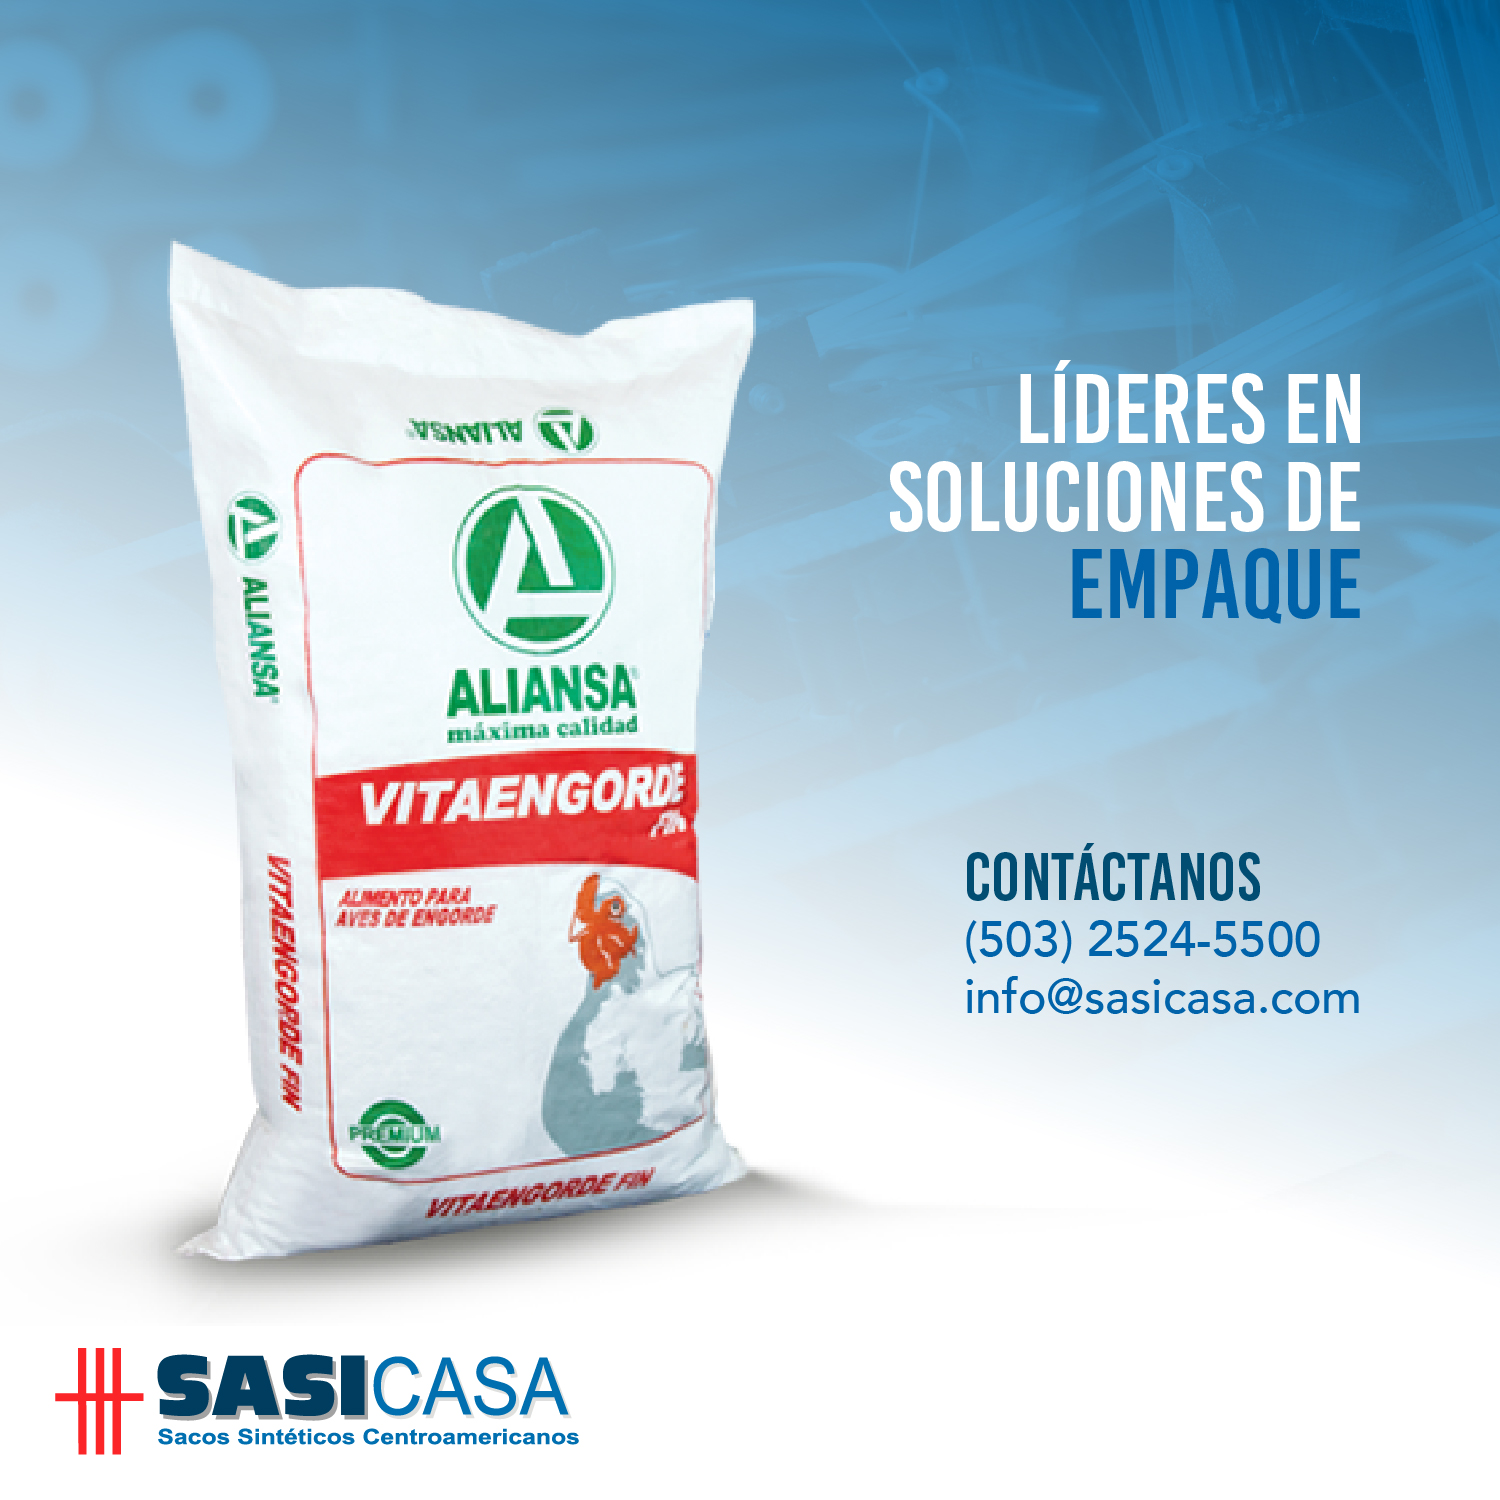 ALIANSA
ALIANSA®
ALIANSA®
máxima calidad
VITAENGORDE
FIN
ALIMENTO PARA
AVES DE ENGORDE
PREMIUM
VITAENGORDE FIN
VITAENGORDE FIN
LÍDERES EN
SOLUCIONES DE
EMPAQUE
CONTÁCTANOS
(503) 2524-5500
info@sasicasa.com
SASICASA
Sacos Sintéticos Centroamericanos